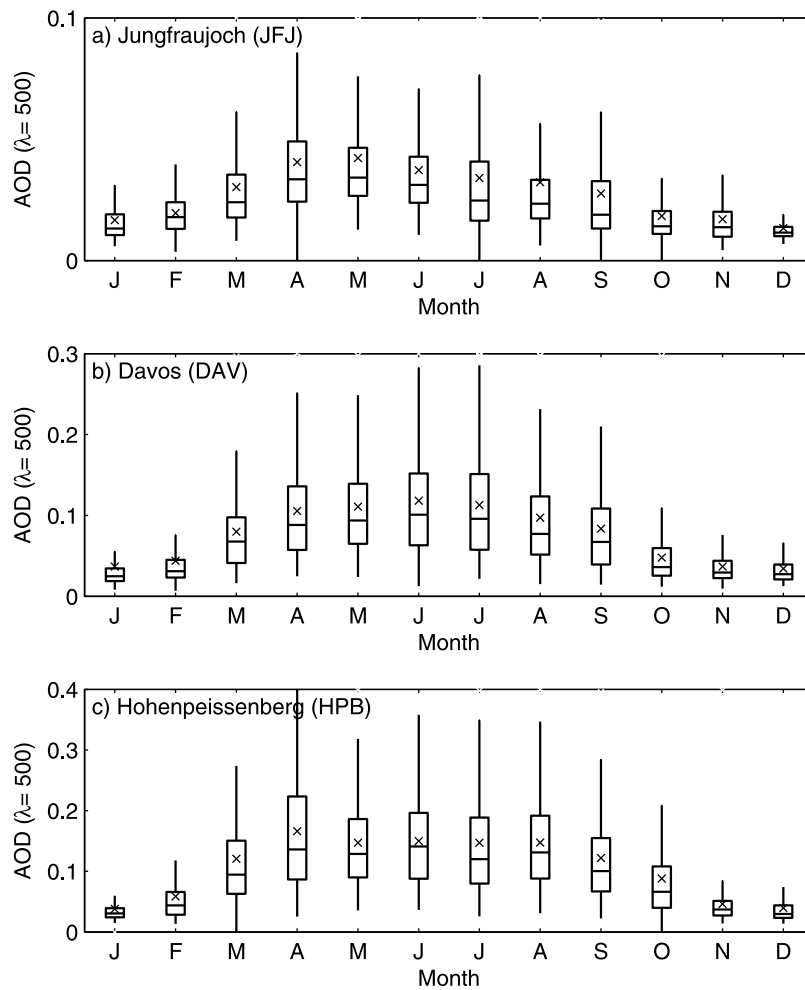 0.1
a) Jungfraujoch (JFJ)
AOD (λ= 500)
0
J F M A M J J A S O N D
Month
0.3
b) Davos (DAV)
0.2
AOD (λ= 500)
0.1
0
J F M A M J J A S O N D
Month
0.4
c) Hohenpeissenberg (HPB)
0.3
AOD (λ= 500)
0.2
0.1
0
J F M A M J J A S O N D
Month